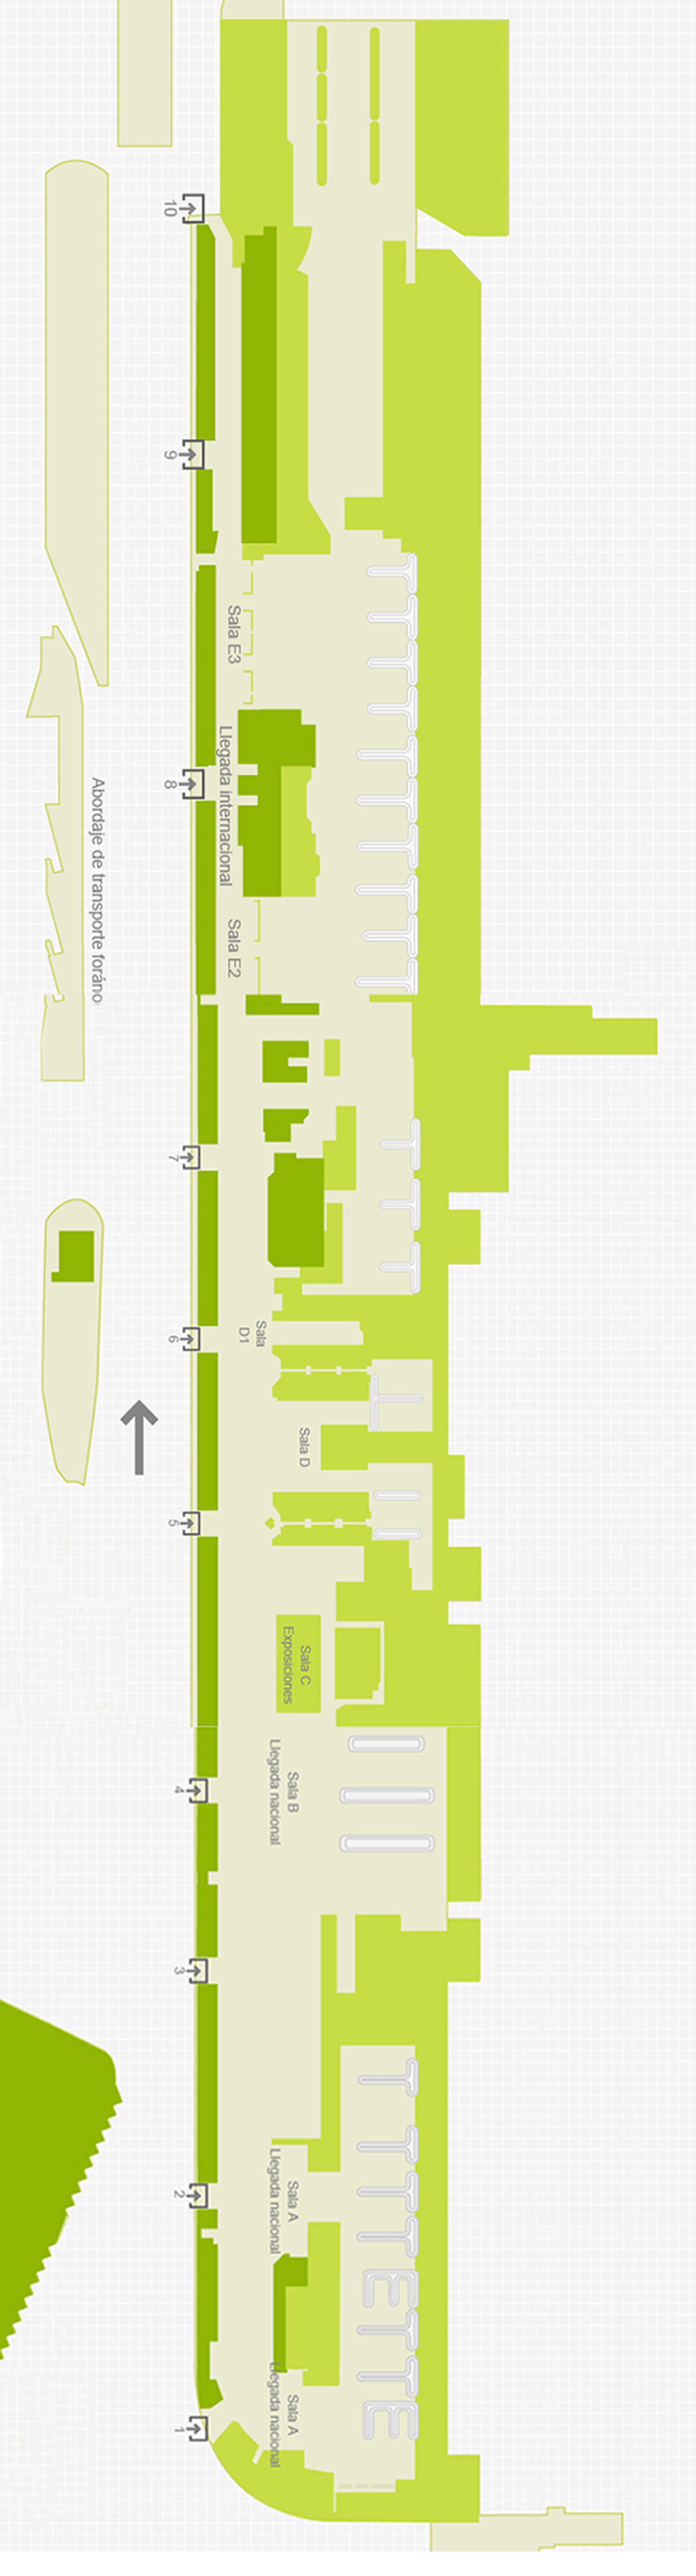 10
9
Sala E3
Llegada internacional
8
Abordaje de transporte foráno
Sala E2
7
6
Sala
D1
Sala D
5
Sala C
Exposiciones
Sala B
Llegada nacional
4
3
Sala A
Llegada nacional
2
Sala A
Llegada nacional
1